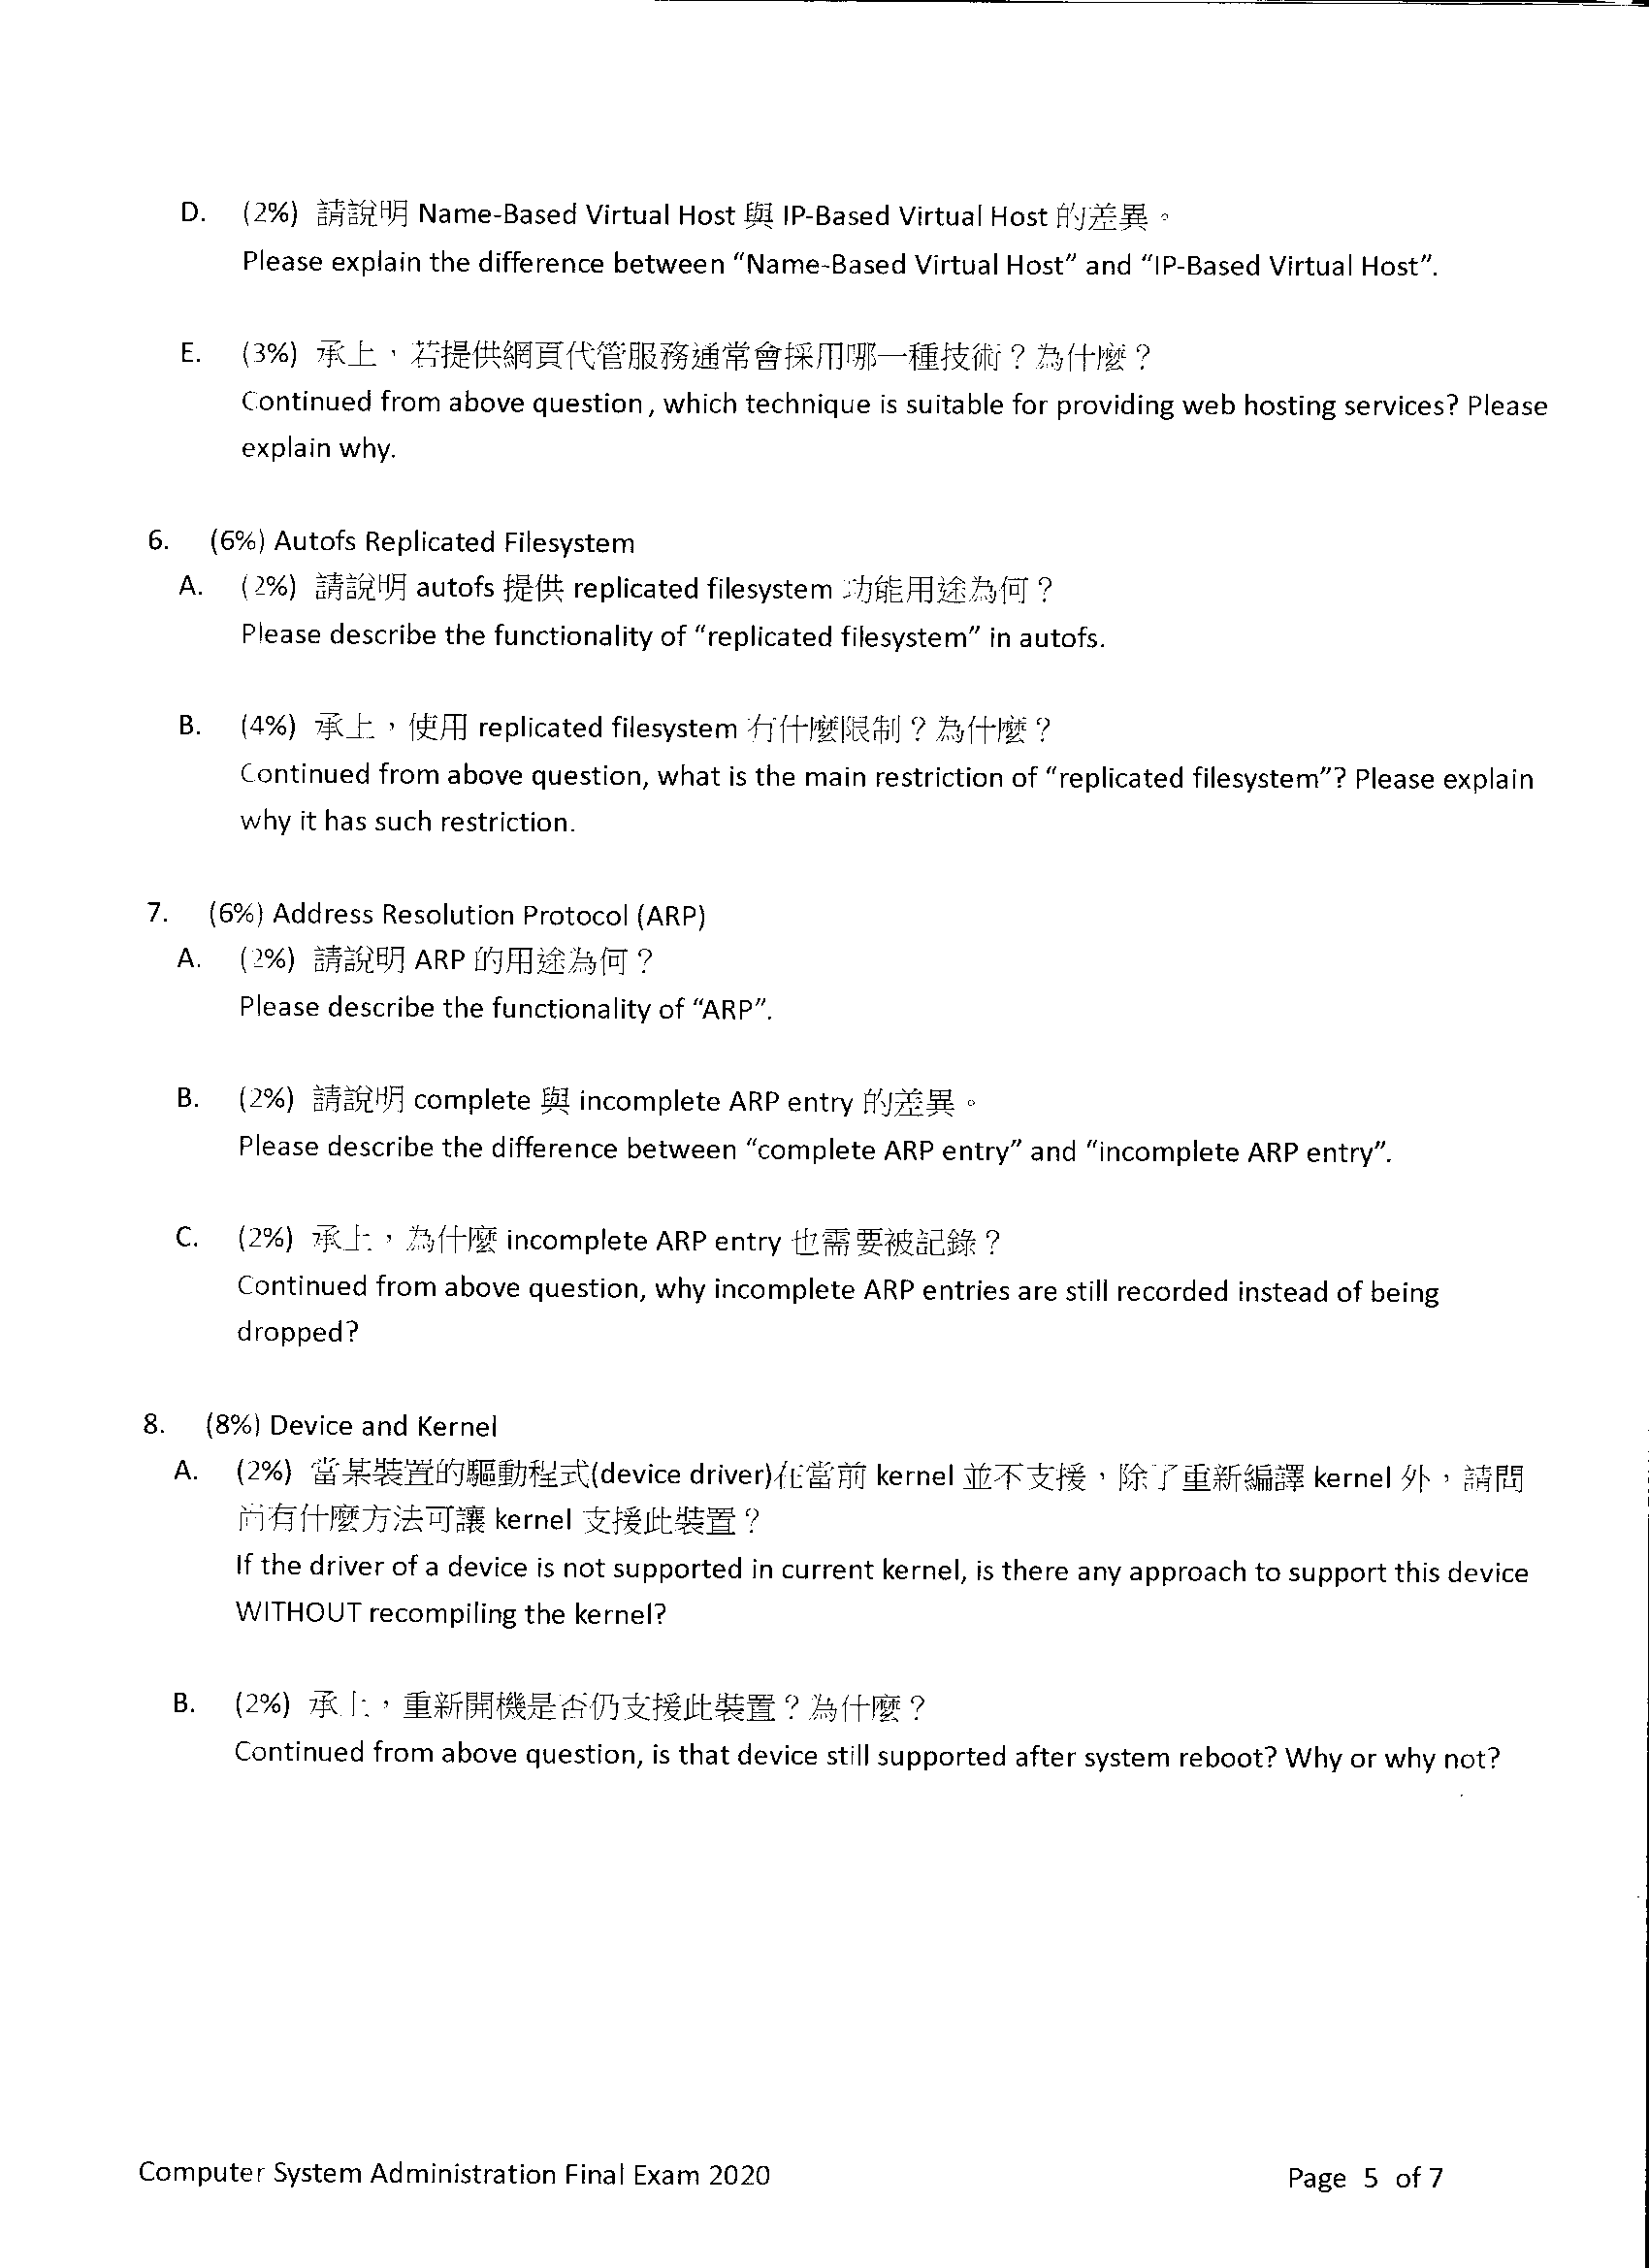 D. (2%) 請說明 Name-Based Virtual Host 與 IP-Based Virtual Host 的差異。
Please explain the difference between “Name-Based Virtual Host” and “IP-Based Virtual Host”.
E. (3%) 承上，若提供網頁代管服務通常會採用哪一種技術？為什麼？
Continued from above question, which technique is suitable for providing web hosting services? Please
explain why.
6. (6%) Autofs Replicated Filesystem
A. (2%) 請說明 autofs 提供 replicated filesystem 功能用途為何？
Please describe the functionality of “replicated filesystem” in autofs.
B. (4%) 承上，使用 replicated filesystem 有什麼限制？為什麼？
Continued from above question, what is the main restriction of “replicated filesystem”? Please explain
why it has such restriction.
7. (6%) Address Resolution Protocol (ARP)
A. (2%) 請說明 ARP 的用途為何？
Please describe the functionality of “ARP”.
B. (2%) 請說明 complete 與 incomplete ARP entry 的差異。
Please describe the difference between “complete ARP entry” and “incomplete ARP entry”.
C. (2%) 承上，為什麼 incomplete ARP entry 也需要被記錄？
Continued from above question, why incomplete ARP entries are still recorded instead of being
dropped?
8. (8%) Device and Kernel
A. (2%) 當某裝置的驅動程式(device driver)在當前 kernel 並不支援，除了重新編譯 kernel 外，請問
尚有什麼方法可讓 kernel 支援此裝置？
If the driver of a device is not supported in current kernel, is there any approach to support this device
WITHOUT recompiling the kernel?
B. (2%) 承上，重新開機是否仍支援此裝置？為什麼？
Continued from above question, is that device still supported after system reboot? Why or why not?
Computer System Administration Final Exam 2020
Page 5 of 7